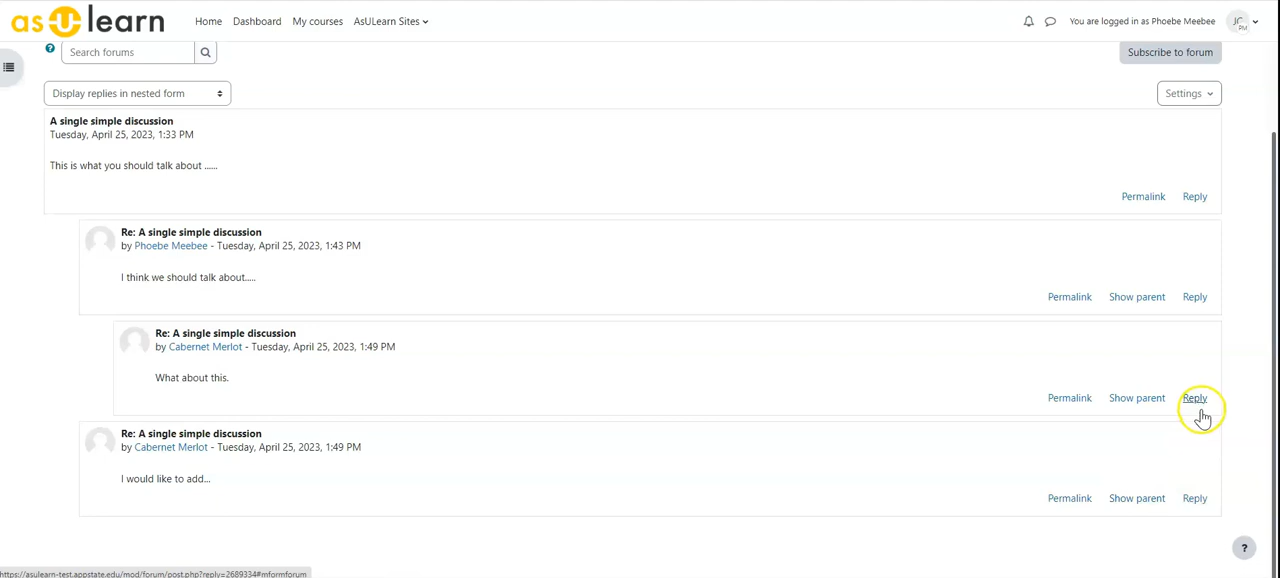 asUlearn
Home Dashboard My courses AsULearn Sites
You are logged in as Phoebe Meebee JC PM
? Search forums
Subscribe to forum
Display replies in nested form
Settings
A single simple discussion
Tuesday, April 25, 2023, 1:33 PM
This is what you should talk about ......
Permalink Reply
Re: A single simple discussion
by Phoebe Meebee - Tuesday, April 25, 2023, 1:43 PM
I think we should talk about.....
Permalink Show parent Reply
Re: A single simple discussion
by Cabernet Merlot - Tuesday, April 25, 2023, 1:49 PM
What about this.
Permalink Show parent Reply
Re: A single simple discussion
by Cabernet Merlot - Tuesday, April 25, 2023, 1:49 PM
I would like to add...
Permalink Show parent Reply
?
https://asulearn-test.appstate.edu/mod/forum/post.php?reply=2689334#mformforum